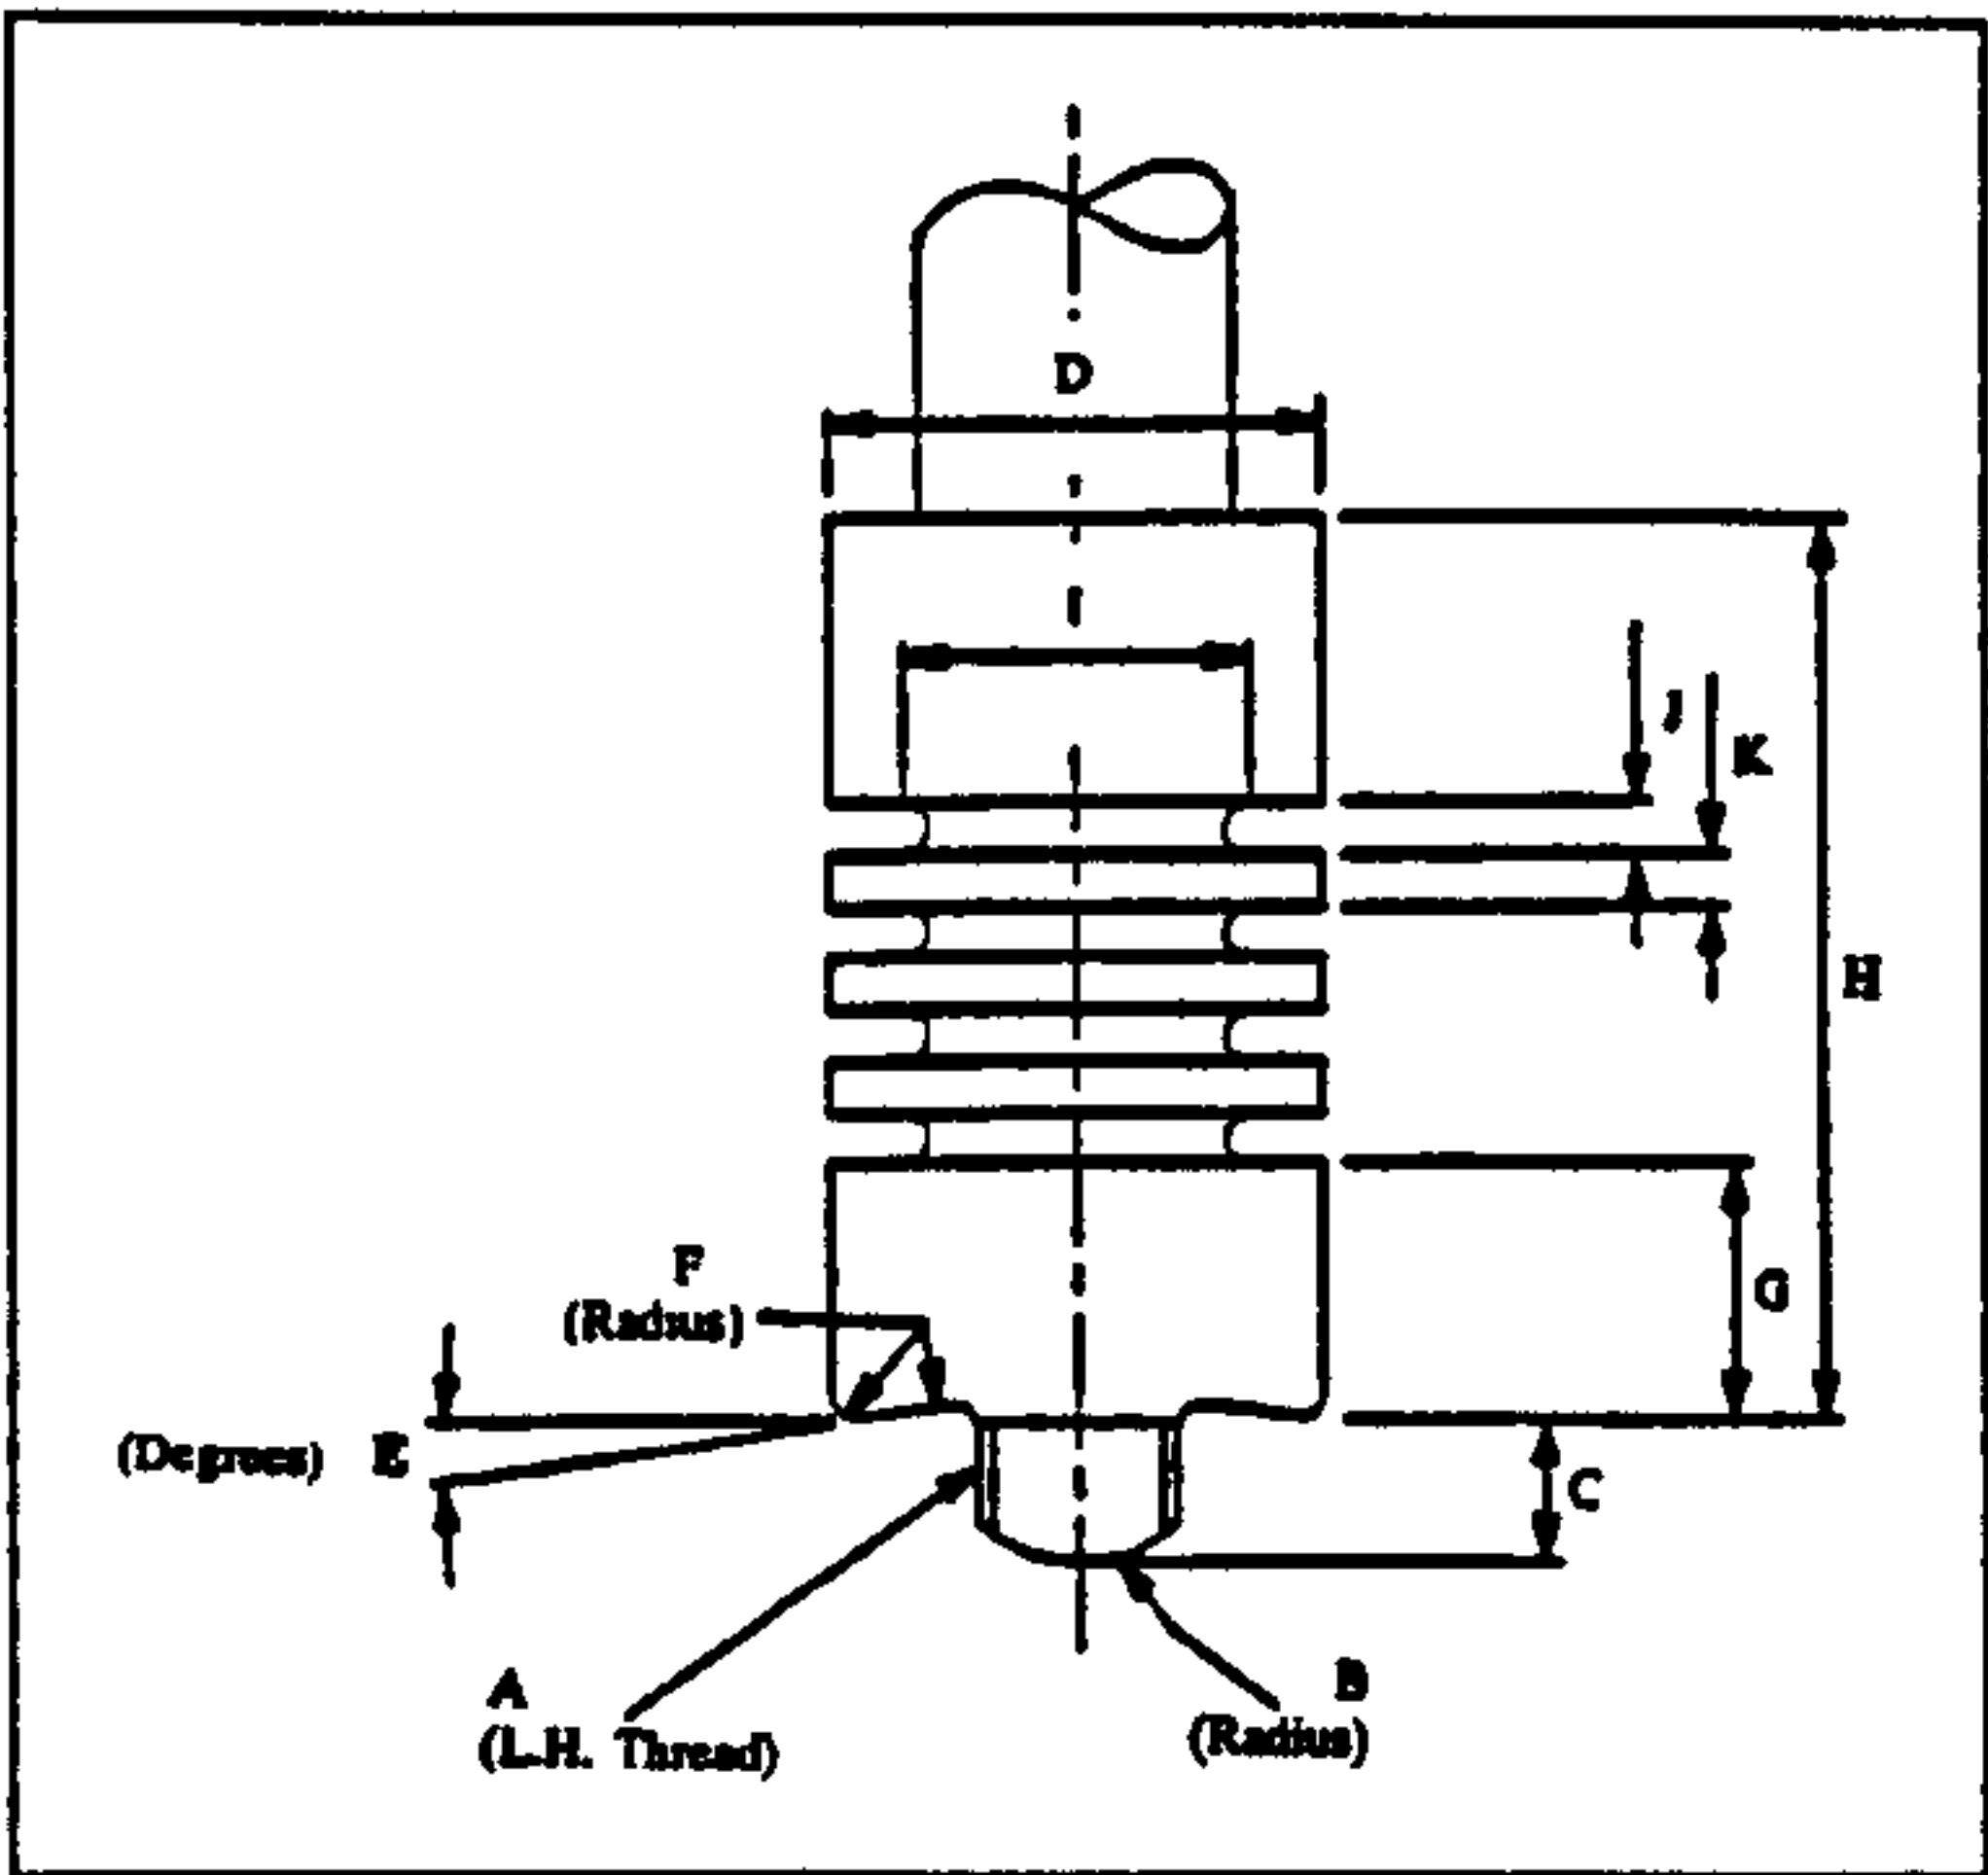 D
J
K
H
F
(Radius)
G
(Degrees) E
C
A
(L.H. Thread)
B
(Radius)